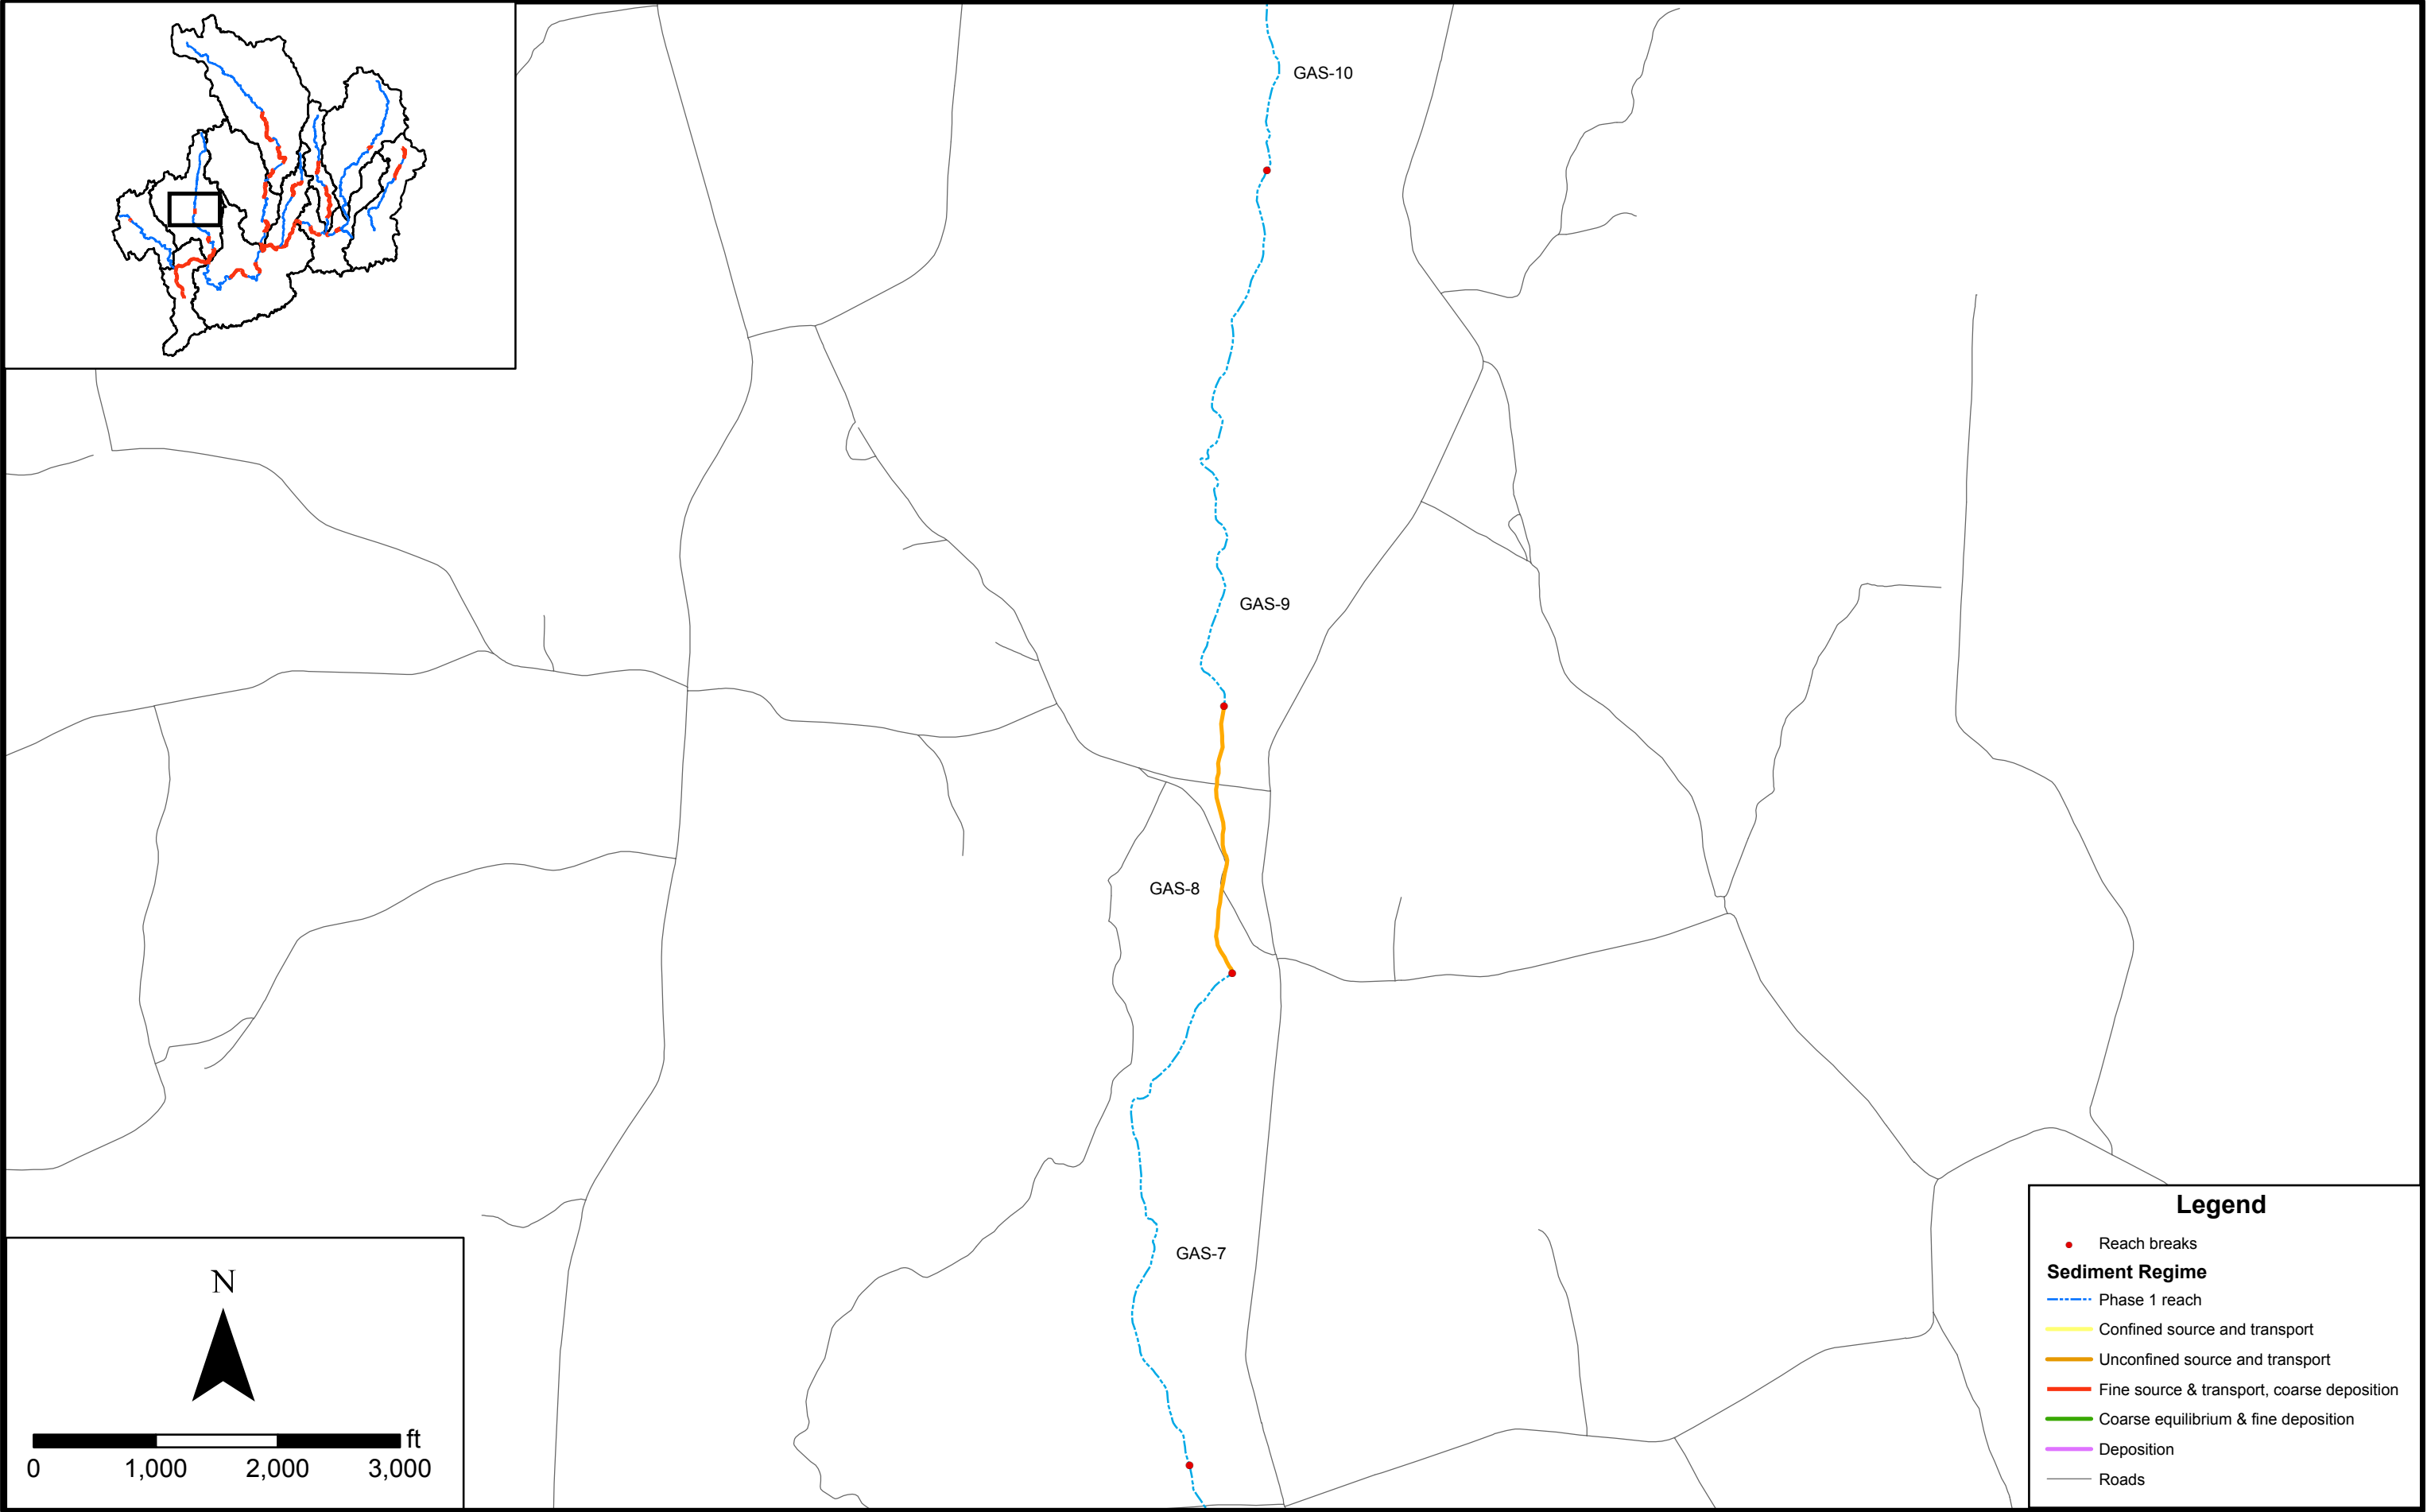 GAS-10
GAS-9
GAS-8
GAS-7
N
ft
0 1,000 2,000 3,000
Legend
Reach breaks
Sediment Regime
Phase 1 reach
Confined source and transport
Unconfined source and transport
Fine source & transport, coarse deposition
Coarse equilibrium & fine deposition
Deposition
Roads